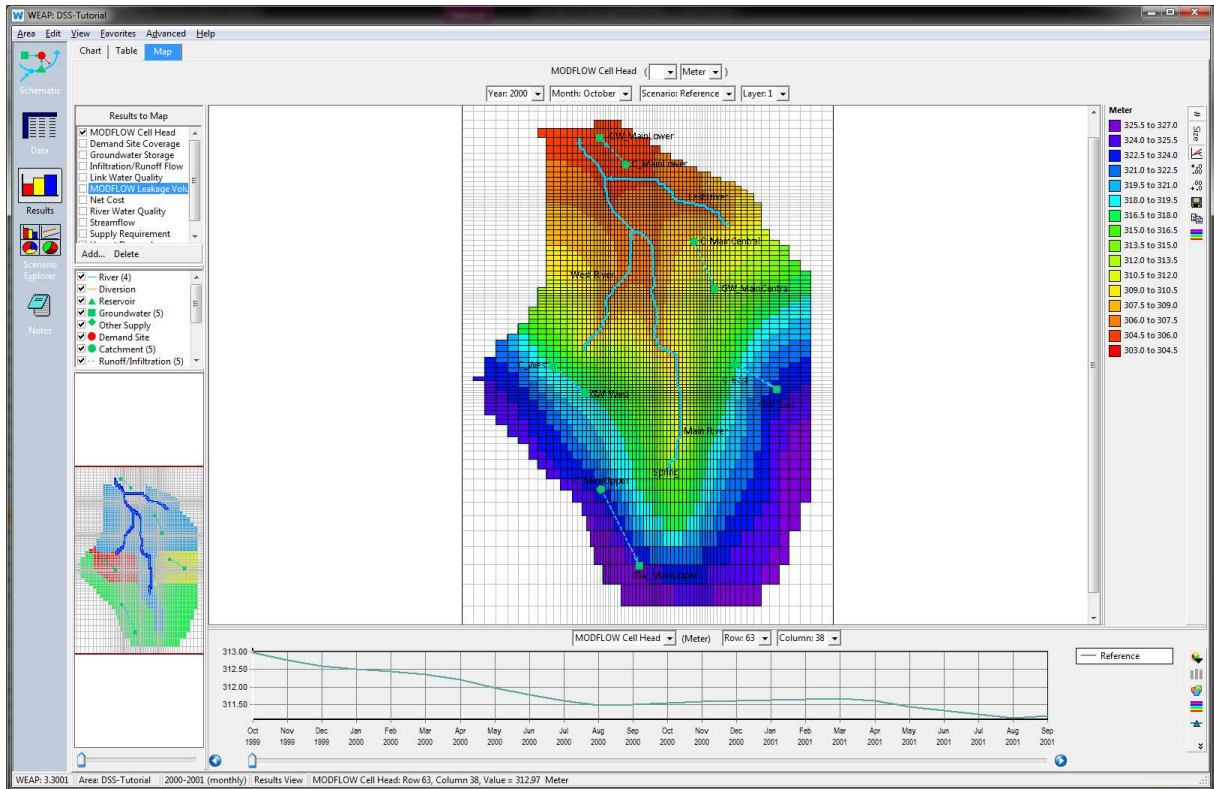 WEAP: DSS-Tutorial
Area Edit View Favorites Advanced Help
Chart Table Map
MODFLOW Cell Head ( Meter )
Year: 2000 Month: October Scenario: Reference Layer: 1
Schematic
Data
Results
Scenario
Explorer
Notes
Results to Map
MODFLOW Cell Head
Demand Site Coverage
Groundwater Storage
Infiltration/Runoff Flow
Link Water Quality
MODFLOW Leakage Volu
Net Cost
River Water Quality
Streamflow
Supply Requirement
Add... Delete
River (4)
Diversion
Reservoir
Groundwater (5)
Other Supply
Demand Site
Catchment (5)
Runoff/Infiltration (5)
GW_MainLower
C_MainLower
East River
C_MainCentral
West River
GW_MainCentral
C_West
C_East
GW_West
GW_East
Main River
Spring
C_MainUpper
GW_MainUpper
Meter
325.5 to 327.0
324.0 to 325.5
322.5 to 324.0
321.0 to 322.5
319.5 to 321.0
318.0 to 319.5
316.5 to 318.0
315.0 to 316.5
313.5 to 315.0
312.0 to 313.5
310.5 to 312.0
309.0 to 310.5
307.5 to 309.0
306.0 to 307.5
304.5 to 306.0
303.0 to 304.5
#
Size
MODFLOW Cell Head (Meter) Row: 63 Column: 38
313.00
312.50
312.00
311.50
Reference
Oct Nov Dec Jan Feb Mar Apr May Jun Jul Aug Sep Oct Nov Dec Jan Feb Mar Apr May Jun Jul Aug Sep
1999 1999 1999 2000 2000 2000 2000 2000 2000 2000 2000 2000 2000 2000 2000 2001 2001 2001 2001 2001 2001 2001 2001 2001
WEAP: 3.3001 Area: DSS-Tutorial 2000-2001 (monthly) Results View MODFLOW Cell Head: Row 63, Column 38, Value = 312.97 Meter